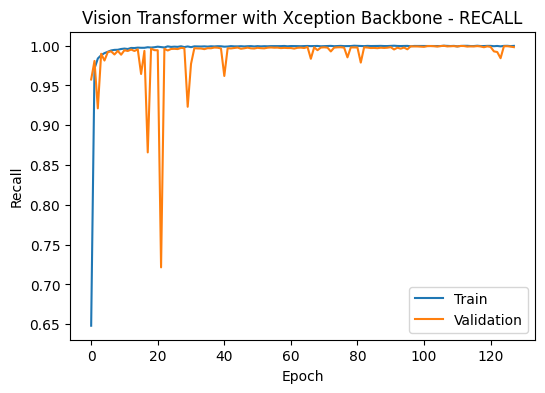 Vision Transformer with Xception Backbone - RECALL
1.00
0.95
0.90
0.85
0.80
0.75
0.70
0.65
Recall
0 20 40 60 80 100 120
Epoch
Train
Validation